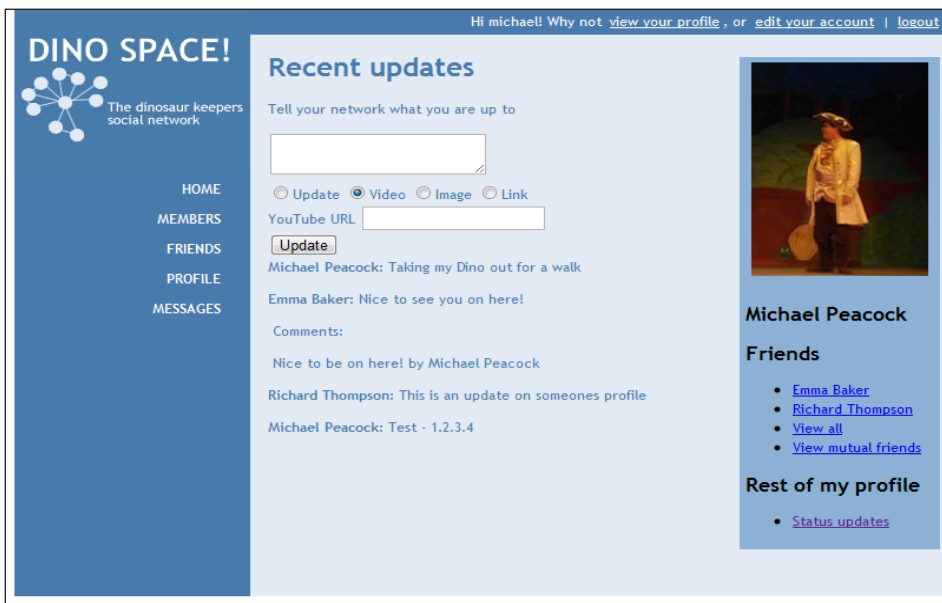 Hi michael! Why not view your profile , or edit your account | logout
DINO SPACE!
The dinosaur keepers
social network
HOME
MEMBERS
FRIENDS
PROFILE
MESSAGES
Recent updates
Tell your network what you are up to
Update Video Image Link
YouTube URL
Update
Michael Peacock: Taking my Dino out for a walk
Emma Baker: Nice to see you on here!
Comments:
Nice to be on here! by Michael Peacock
Richard Thompson: This is an update on someones profile
Michael Peacock: Test - 1.2.3.4
Michael Peacock
Friends
Emma Baker
Richard Thompson
View all
View mutual friends
Rest of my profile
Status updates